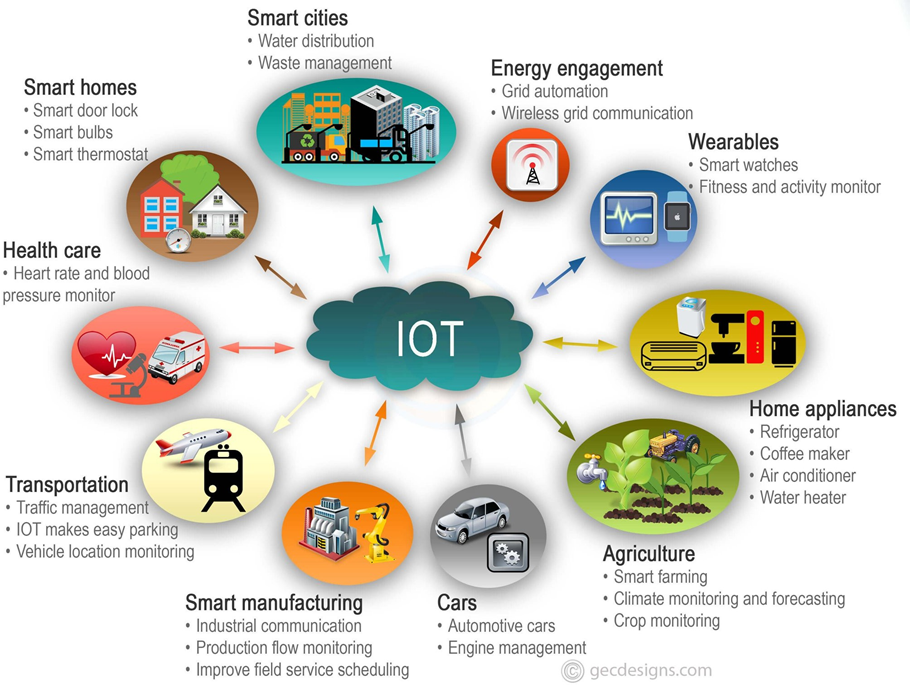 Smart cities
• Water distribution
• Waste management
Energy engagement
• Grid automation
• Wireless grid communication
Smart homes
• Smart door lock
• Smart bulbs
• Smart thermostat
Wearables
• Smart watches
• Fitness and activity monitor
Health care
• Heart rate and blood
pressure monitor
IOT
Home appliances
• Refrigerator
• Coffee maker
• Air conditioner
• Water heater
Transportation
• Traffic management
• IOT makes easy parking
• Vehicle location monitoring
Agriculture
• Smart farming
• Climate monitoring and forecasting
• Crop monitoring
Smart manufacturing
• Industrial communication
• Production flow monitoring
• Improve field service scheduling
Cars
• Automotive cars
• Engine management
© gecdesigns.com